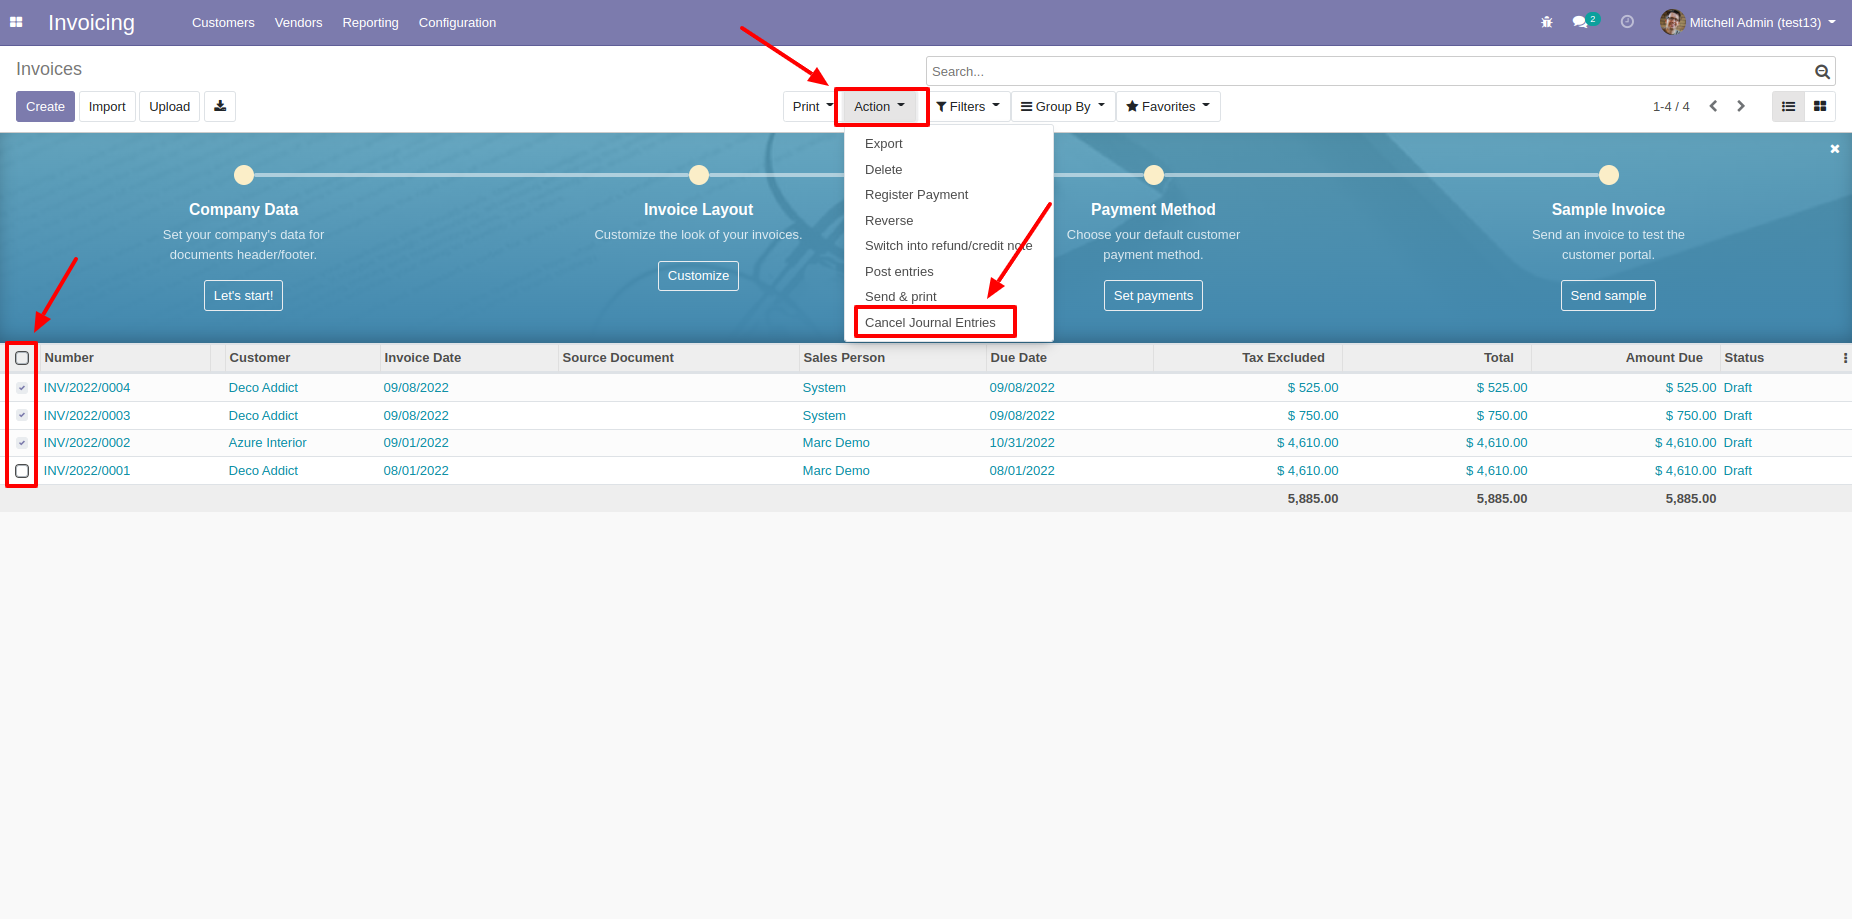 Invoicing Customers Vendors Reporting Configuration 2 Mitchell Admin (test13)
Invoices
Search...
Create Import Upload Print Action Filters Group By Favorites 1-4 / 4
Export
Delete
Register Payment
Reverse
Switch into refund/credit note
Post entries
Send & print
Cancel Journal Entries
Company Data
Set your company's data for
documents header/footer.
Let's start!
Invoice Layout
Customize the look of your invoices.
Customize
Payment Method
Choose your default customer
payment method.
Set payments
Sample Invoice
Send an invoice to test the
customer portal.
Send sample
Number Customer Invoice Date Source Document Sales Person Due Date Tax Excluded Total Amount Due Status
INV/2022/0004 Deco Addict 09/08/2022 System 09/08/2022 $ 525.00 $ 525.00 $ 525.00 Draft
INV/2022/0003 Deco Addict 09/08/2022 System 09/08/2022 $ 750.00 $ 750.00 $ 750.00 Draft
INV/2022/0002 Azure Interior 09/01/2022 Marc Demo 10/31/2022 $ 4,610.00 $ 4,610.00 $ 4,610.00 Draft
INV/2022/0001 Deco Addict 08/01/2022 Marc Demo 08/01/2022 $ 4,610.00 $ 4,610.00 $ 4,610.00 Draft
5,885.00 5,885.00 5,885.00